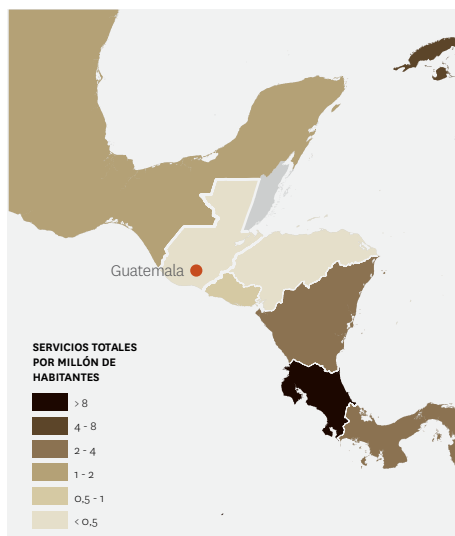 Guatemala
SERVICIOS TOTALES
POR MILLÓN DE
HABITANTES
> 8
4 - 8
2 - 4
1 - 2
0,5 - 1
< 0,5